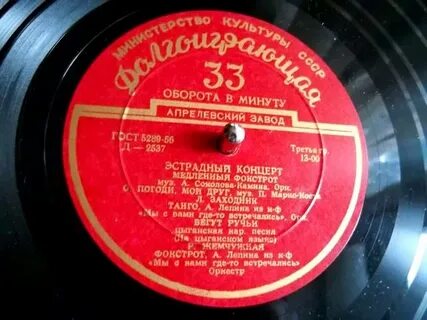 МИНИСТЕРСТВО КУЛЬТУРЫ СССР
Долгоиграющая
33
ОБОРОТА В МИНУТУ
АПРЕЛЕВСКИЙ ЗАВОД
ГОСТ 5289-56
Д — 2537
Третья гр.
13-00
ЭСТРАДНЫЙ КОНЦЕРТ
МЕДЛЕННЫЙ ФОКСТРОТ
муз. А. Соколова-Камина. Орк.
О ПОГОДИ, МОЙ ДРУГ, муз. П. Марио-Коста
Л. ЗАХОДНИК
ТАНГО, А. Лепина из к-ф
«Мы с вами где-то встречались». Орк.
БЕГУТ РУЧЬИ
цыганская нар. песня
(на цыганском языке)
Р. ЖЕМЧУЖНАЯ
ФОКСТРОТ, А. Лепина из к-ф
«Мы с вами где-то встречались»
Оркестр